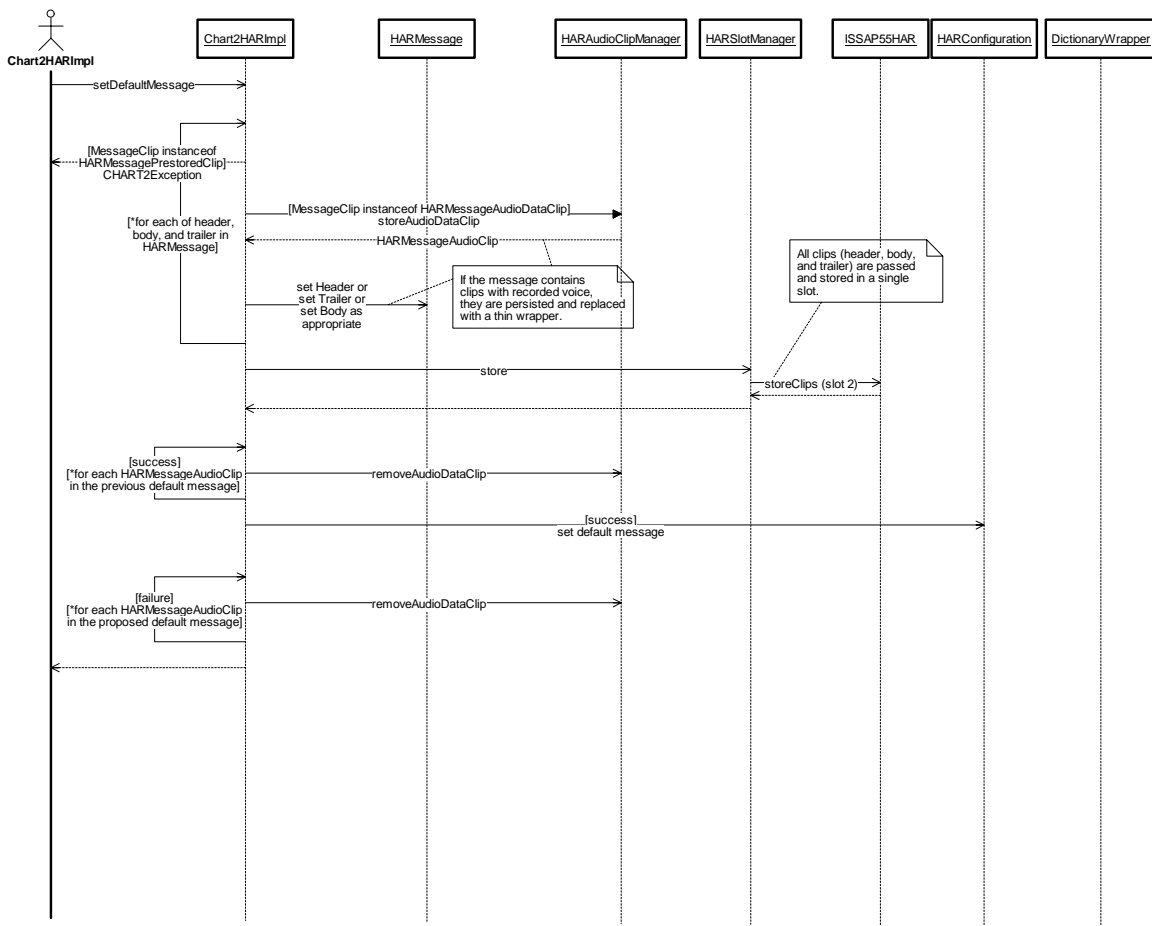 Chart2HARImpl
Chart2HARImpl
HARMessage
HARAudioClipManager
HARSlotManager
ISSAP55HAR
HARConfiguration
DictionaryWrapper
setDefaultMessage
[MessageClip instanceof
HARMessagePrestoredClip]
CHART2Exception
[*for each of header,
body, and trailer in
HARMessage]
[MessageClip instanceof HARMessageAudioDataClip]
storeAudioDataClip
HARMessageAudioClip
All clips (header, body,
and trailer) are passed
and stored in a single
slot.
If the message contains
clips with recorded voice,
they are persisted and replaced
with a thin wrapper.
set Header or
set Trailer or
set Body as
appropriate
store
storeClips (slot 2)
[success]
[*for each HARMessageAudioClip
in the previous default message]
removeAudioDataClip
[success]
set default message
[failure]
[*for each HARMessageAudioClip
in the proposed default message]
removeAudioDataClip